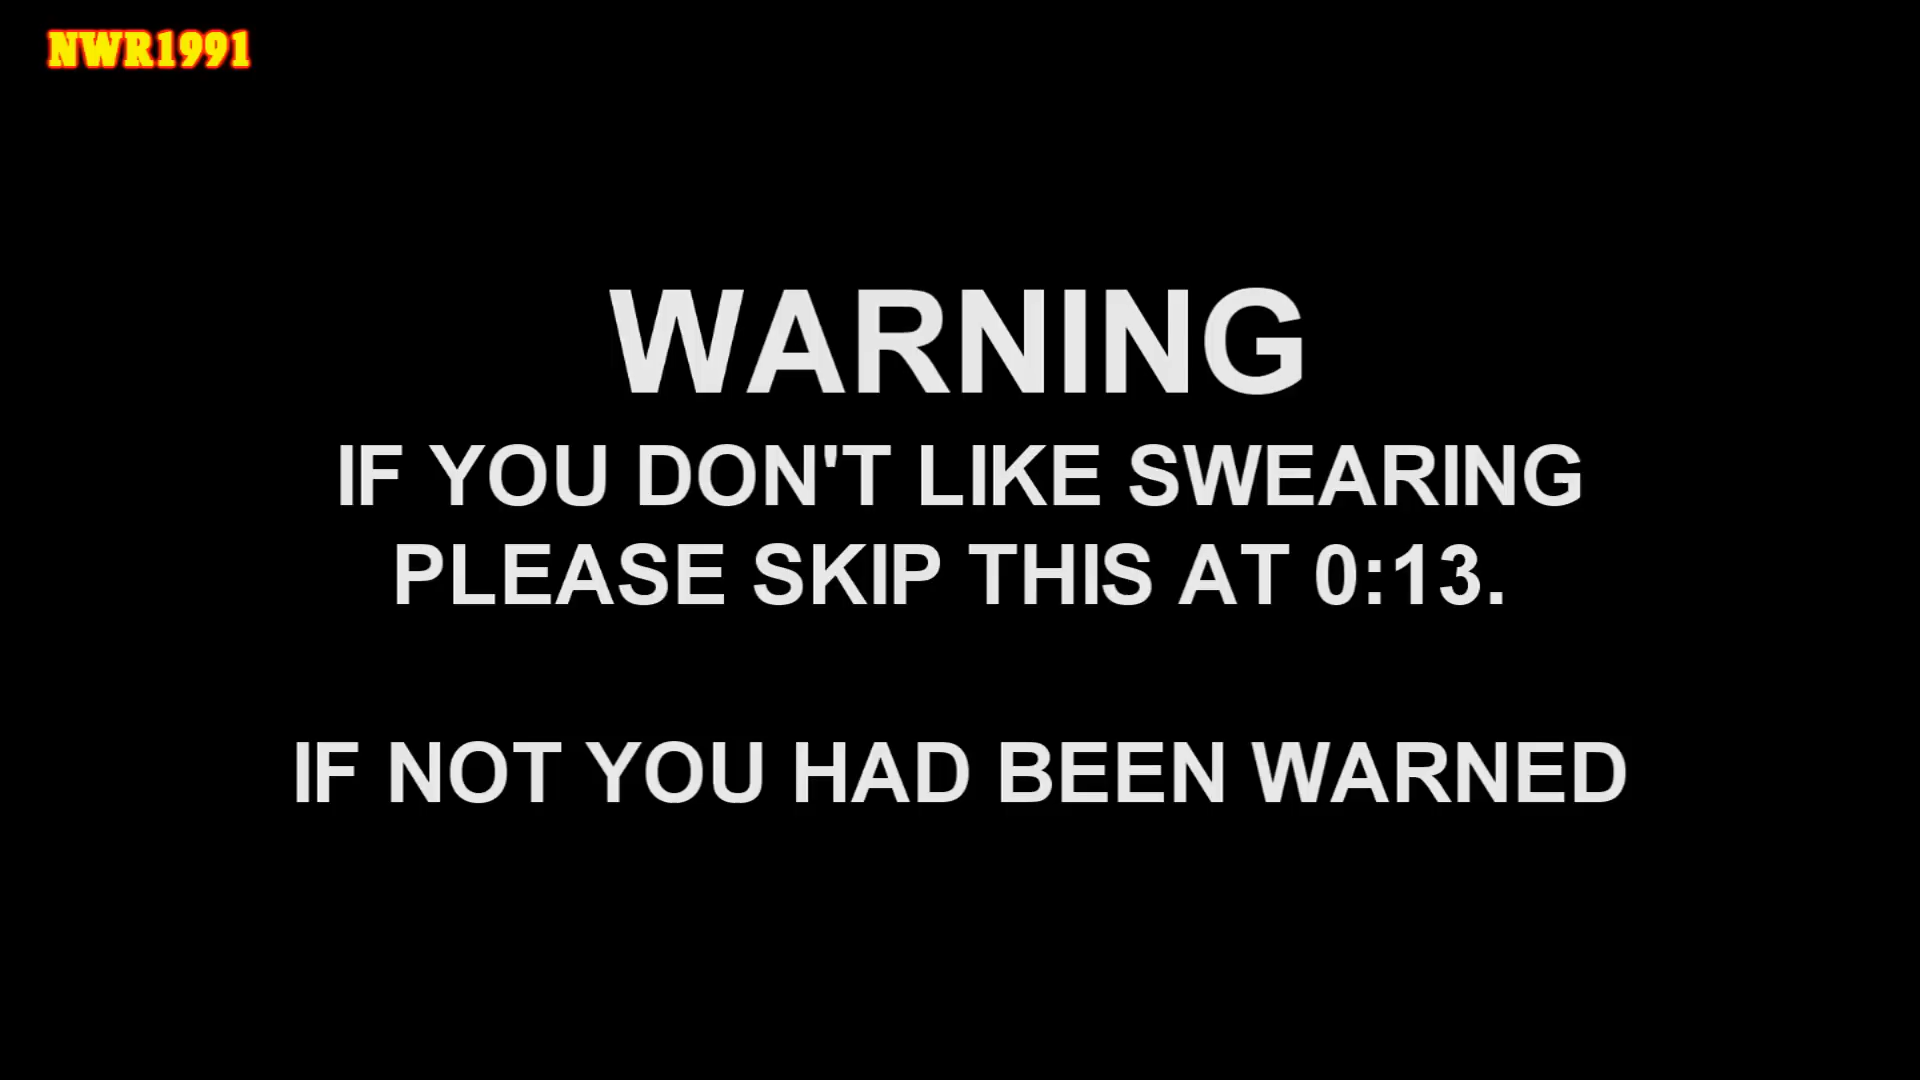 NWR1991
WARNING
IF YOU DON'T LIKE SWEARING
PLEASE SKIP THIS AT 0:13.
IF NOT YOU HAD BEEN WARNED